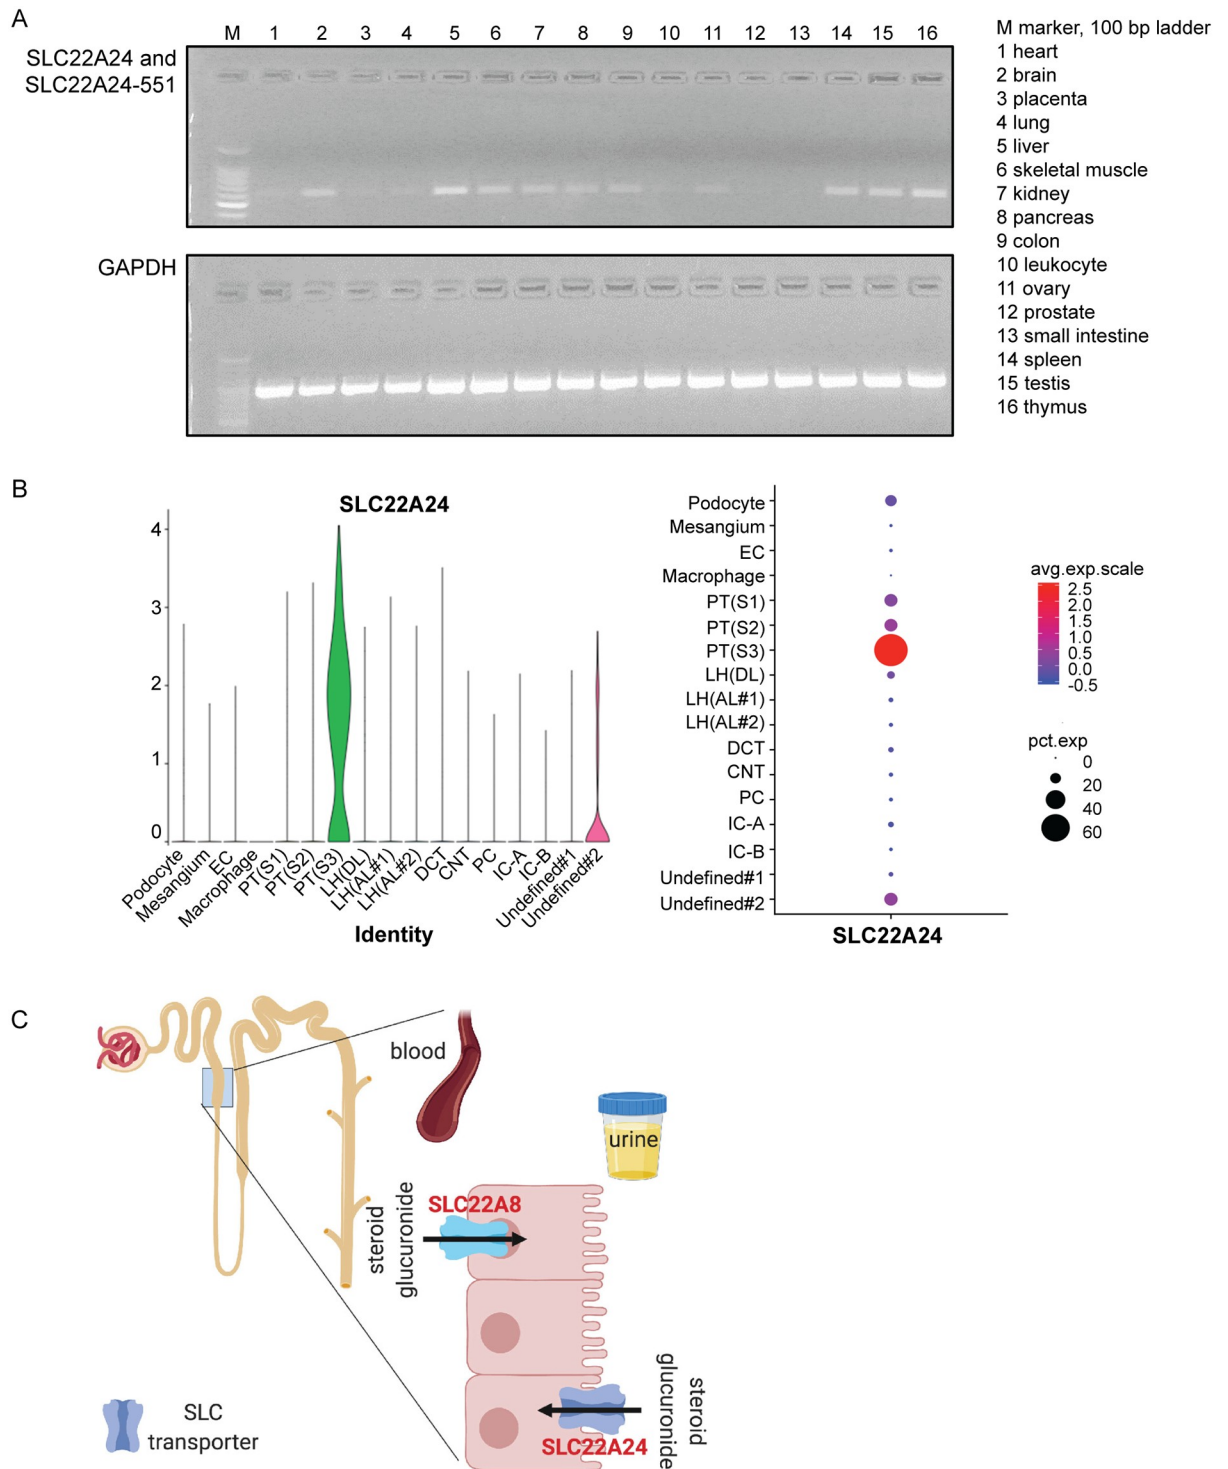 A
M 1 2 3 4 5 6 7 8 9 10 11 12 13 14 15 16
SLC22A24 and
SLC22A24-551
GAPDH
M marker, 100 bp ladder
1 heart
2 brain
3 placenta
4 lung
5 liver
6 skeletal muscle
7 kidney
8 pancreas
9 colon
10 leukocyte
11 ovary
12 prostate
13 small intestine
14 spleen
15 testis
16 thymus
B
SLC22A24
4
3
2
1
0
Podocyte
Mesangium
EC
Macrophage
PT(S1)
PT(S2)
PT(S3)
LH(DL)
LH(AL#1)
LH(AL#2)
DCT
CNT
PC
IC-A
IC-B
Undefined#1
Undefined#2
Identity
Podocyte
Mesangium
EC
Macrophage
PT(S1)
PT(S2)
PT(S3)
LH(DL)
LH(AL#1)
LH(AL#2)
DCT
CNT
PC
IC-A
IC-B
Undefined#1
Undefined#2
SLC22A24
avg.exp.scale
2.5
2.0
1.5
1.0
0.5
0.0
-0.5
pct.exp
0
20
40
60
C
blood
urine
steroid
glucuronide
SLC22A8
steroid
glucuronide
SLC22A24
SLC
transporter